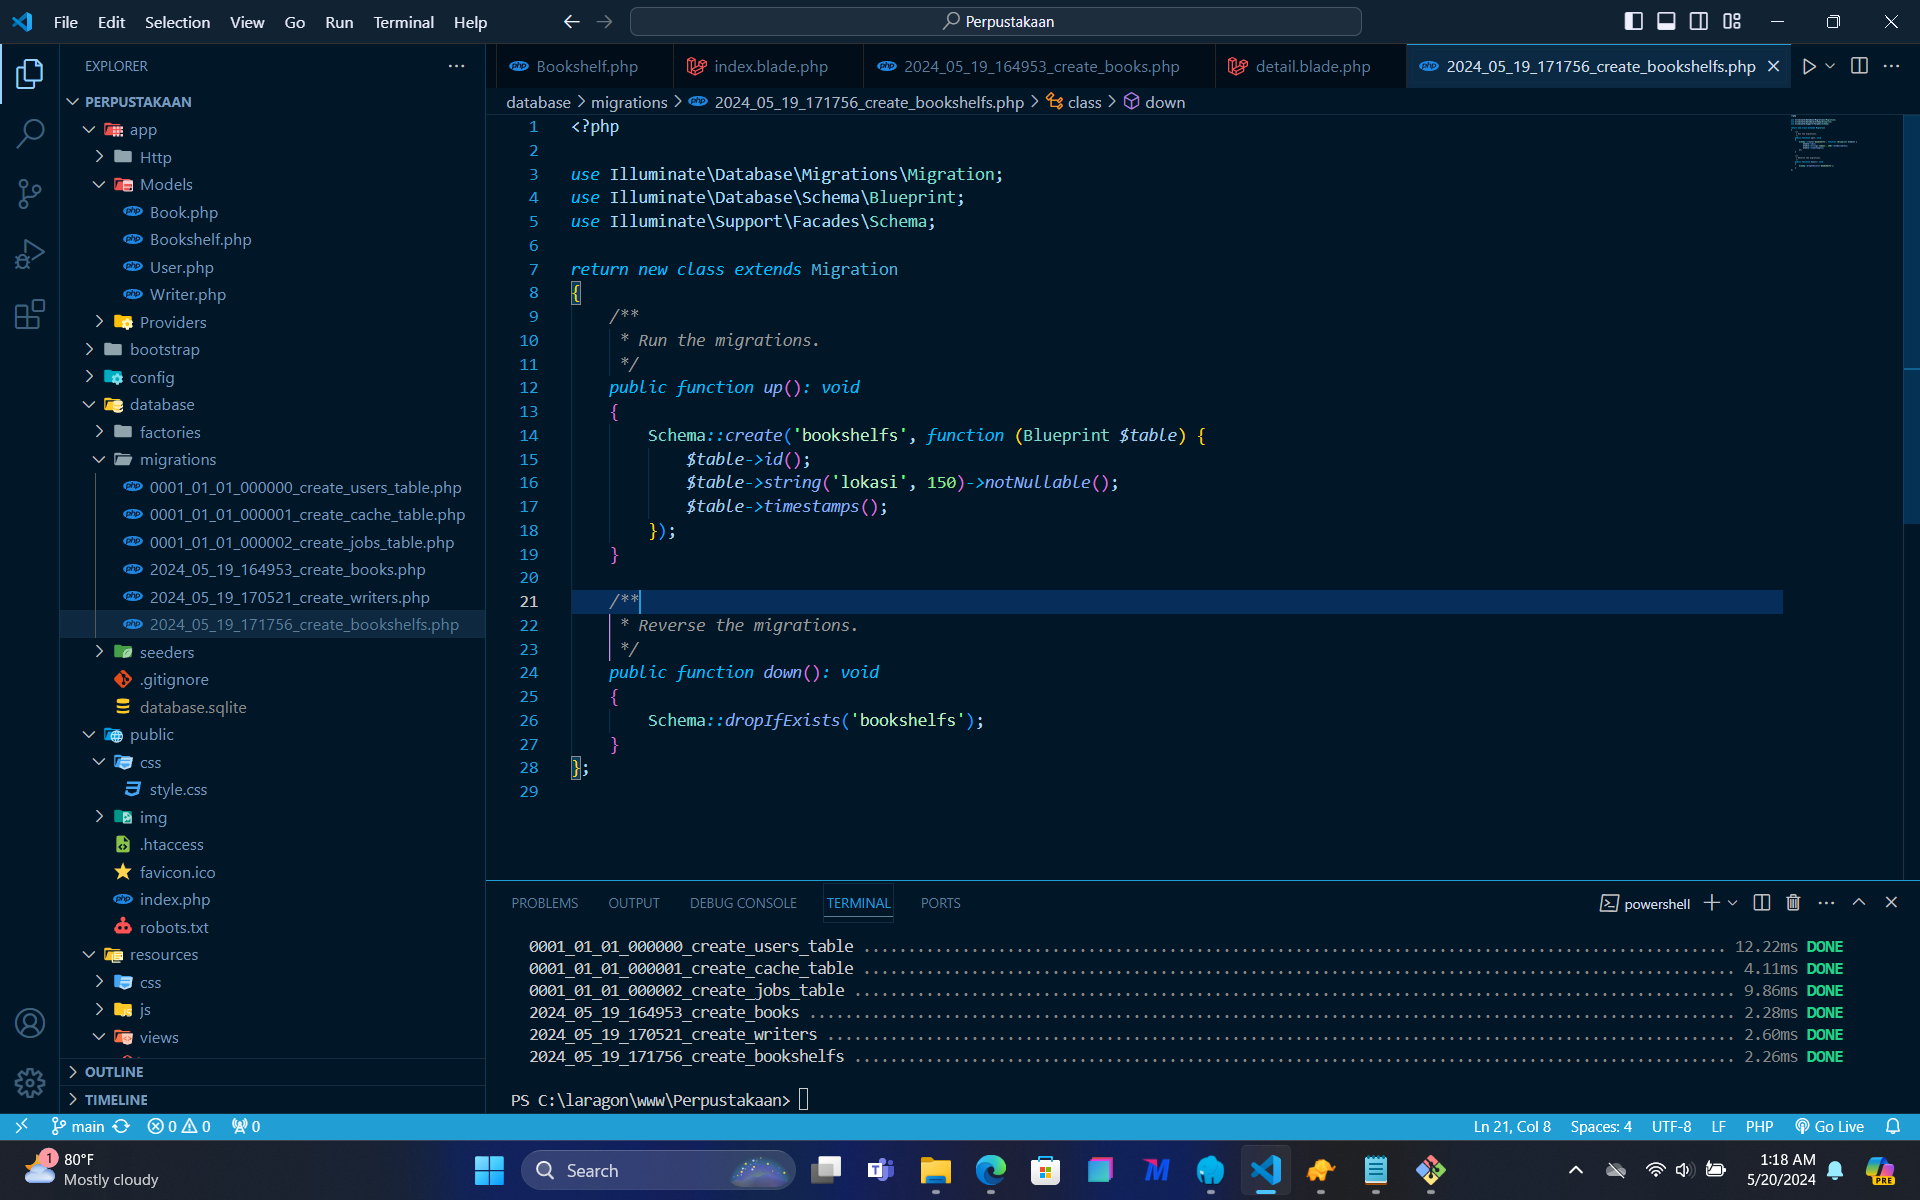 File Edit Selection View Go Run Terminal Help
Perpustakaan
EXPLORER
PERPUSTAKAAN
app
Http
Models
Book.php
Bookshelf.php
User.php
Writer.php
Providers
bootstrap
config
database
factories
migrations
0001_01_01_000000_create_users_table.php
0001_01_01_000001_create_cache_table.php
0001_01_01_000002_create_jobs_table.php
2024_05_19_164953_create_books.php
2024_05_19_170521_create_writers.php
2024_05_19_171756_create_bookshelfs.php
seeders
.gitignore
database.sqlite
public
css
style.css
img
.htaccess
favicon.ico
index.php
robots.txt
resources
css
js
views
OUTLINE
TIMELINE
Bookshelf.php index.blade.php 2024_05_19_164953_create_books.php detail.blade.php 2024_05_19_171756_create_bookshelfs.php
database > migrations > 2024_05_19_171756_create_bookshelfs.php > class > down
1 <?php
2
3 use Illuminate\Database\Migrations\Migration;
4 use Illuminate\Database\Schema\Blueprint;
5 use Illuminate\Support\Facades\Schema;
6
7 return new class extends Migration
8 {
9 /**
10 * Run the migrations.
11 */
12 public function up(): void
13 {
14 Schema::create('bookshelfs', function (Blueprint $table) {
15 $table->id();
16 $table->string('lokasi', 150)->notNullable();
17 $table->timestamps();
18 });
19 }
20
21 /**
22 * Reverse the migrations.
23 */
24 public function down(): void
25 {
26 Schema::dropIfExists('bookshelfs');
27 }
28 };
29
PROBLEMS OUTPUT DEBUG CONSOLE TERMINAL PORTS
powershell
0001_01_01_000000_create_users_table ........ 12.22ms DONE
0001_01_01_000001_create_cache_table ........ 4.11ms DONE
0001_01_01_000002_create_jobs_table ........ 9.86ms DONE
2024_05_19_164953_create_books ........ 2.28ms DONE
2024_05_19_170521_create_writers ........ 2.60ms DONE
2024_05_19_171756_create_bookshelfs ........ 2.26ms DONE
PS C:\laragon\www\Perpustakaan>
main 0 0 0
Ln 21, Col 8 Spaces: 4 UTF-8 LF PHP Go Live
1
80°F
Mostly cloudy
Search
1:18 AM
5/20/2024
PRE